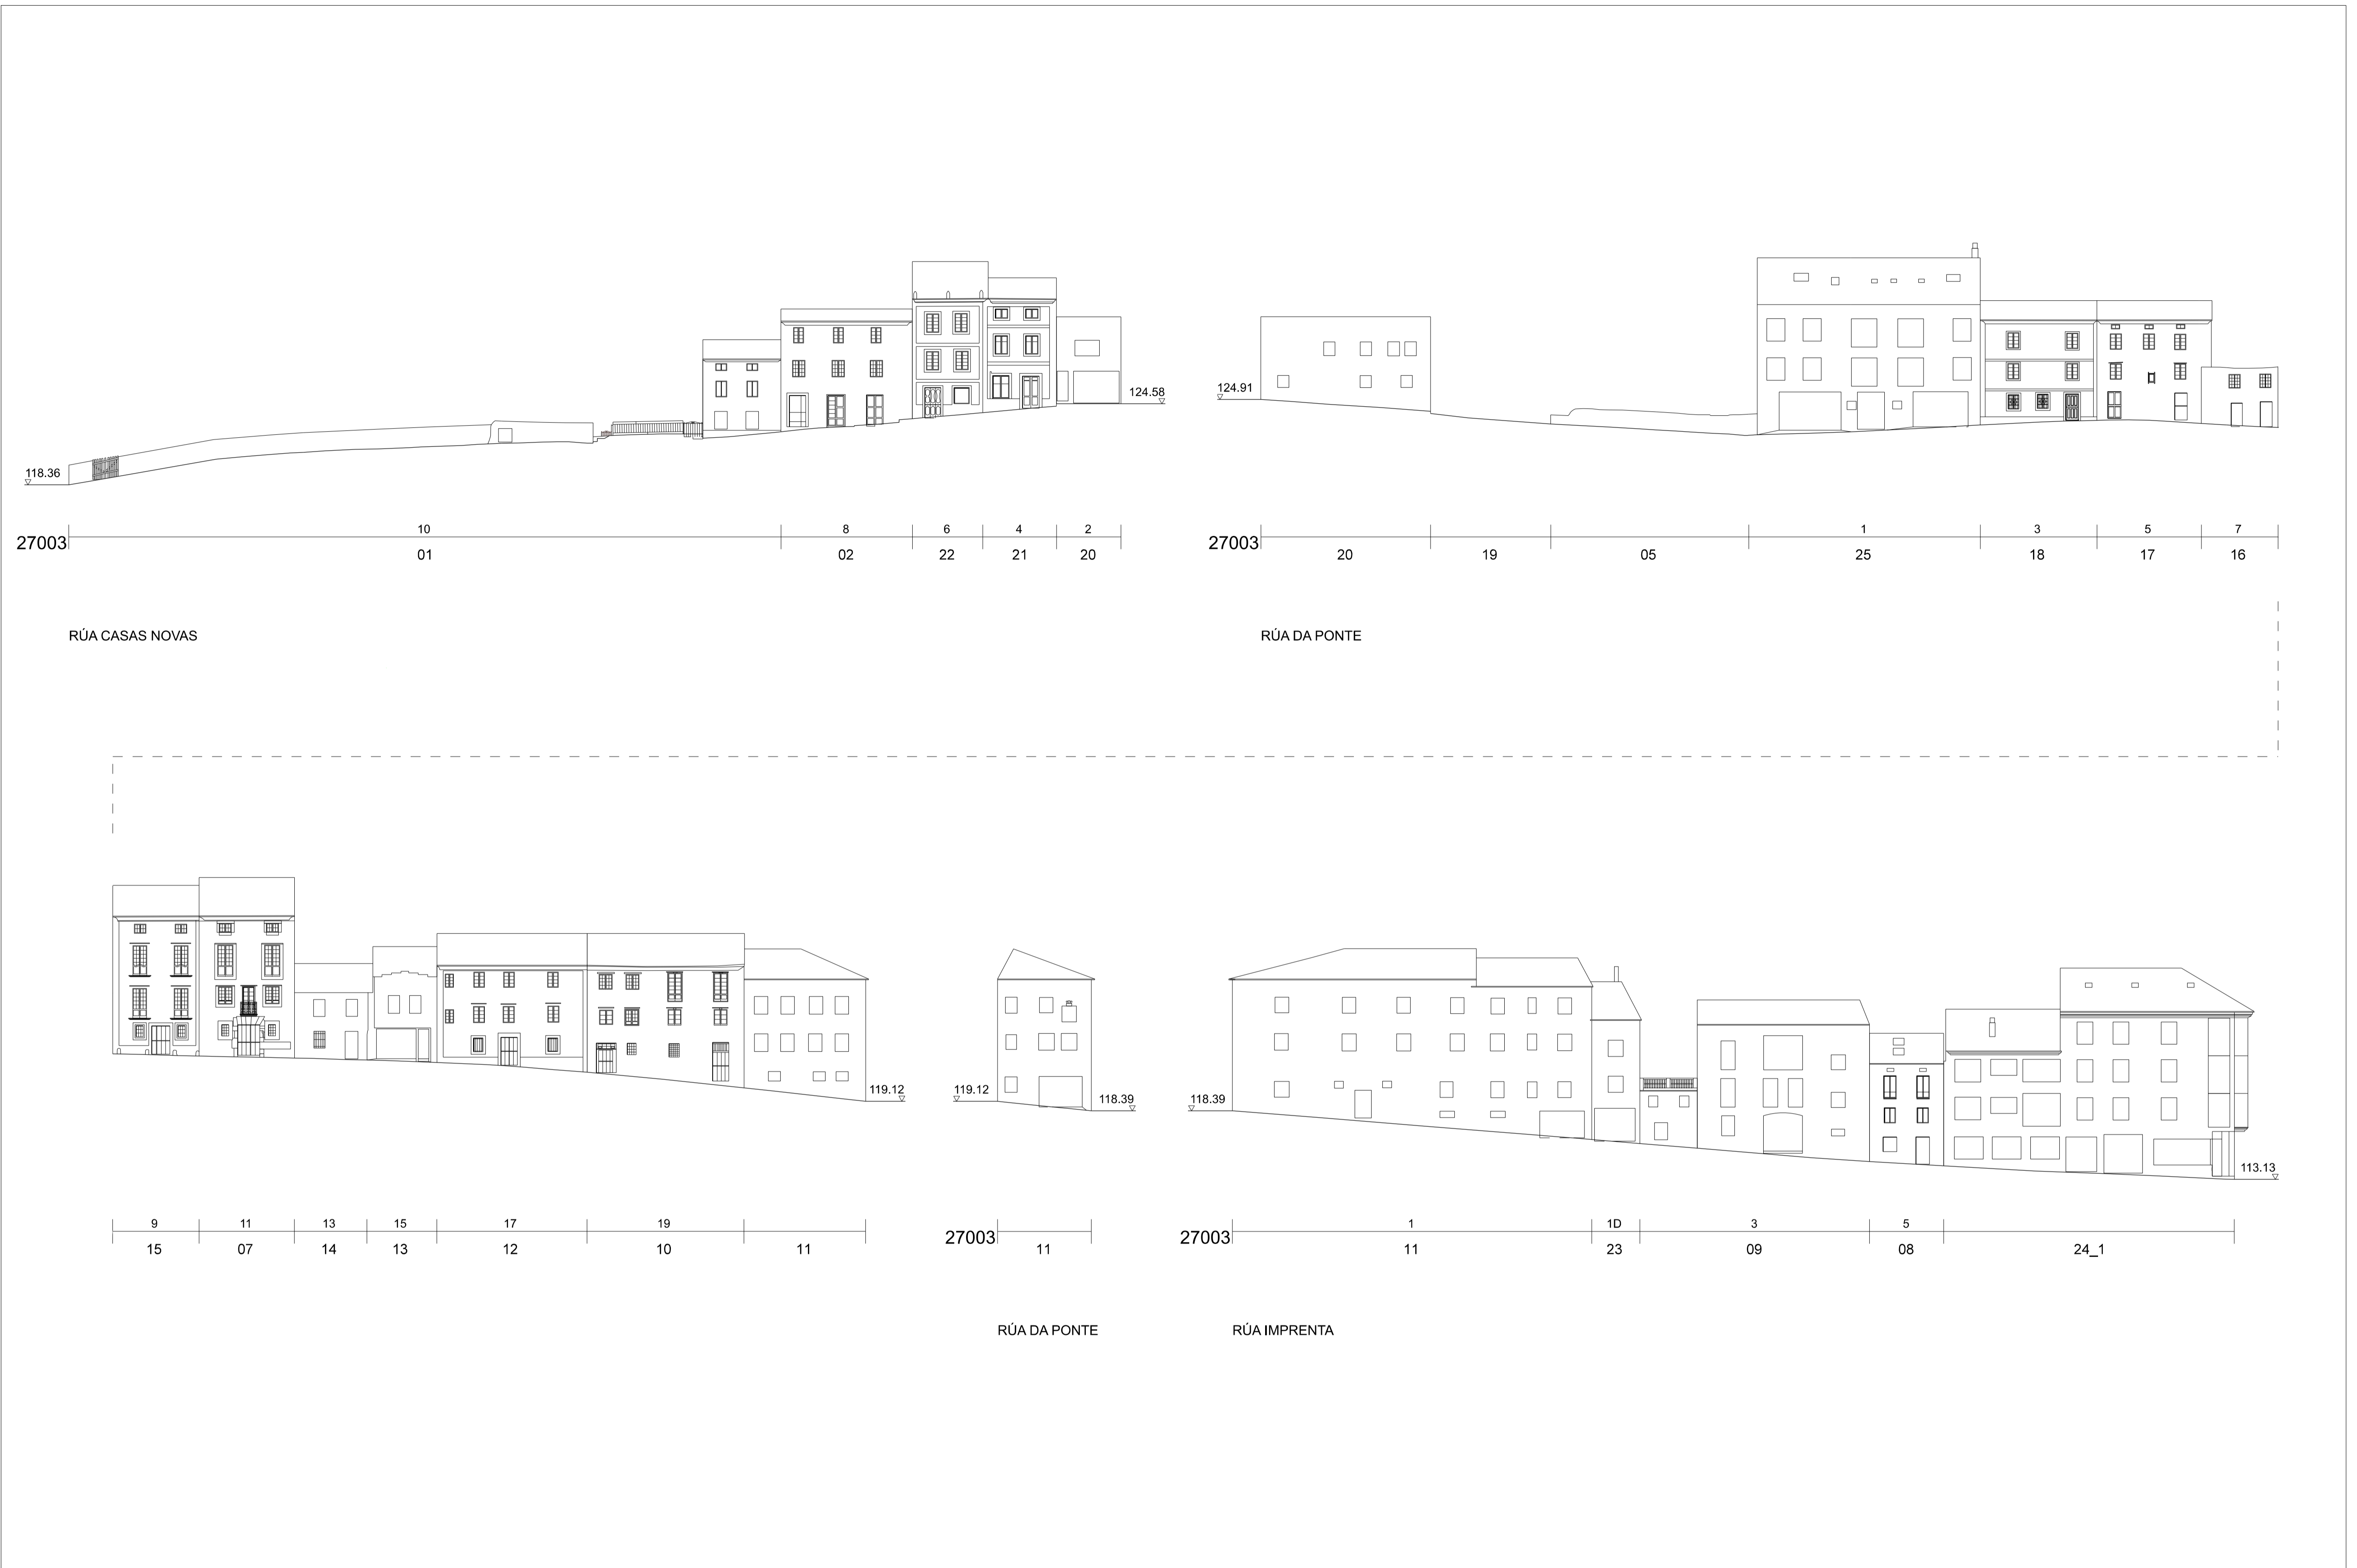 124.58
118.36
10 8 6 4 2
27003
01 02 22 21 20
RÚA CASAS NOVAS
124.91
1 3 5 7
27003
20 19 05 25 18 17 16
RÚA DA PONTE
119.12
9 11 13 15 17 19
15 07 14 13 12 10 11
119.12
118.39
27003
11
RÚA DA PONTE
118.39
113.13
1 1D 3 5
27003
11 23 09 08 24_1
RÚA IMPRENTA